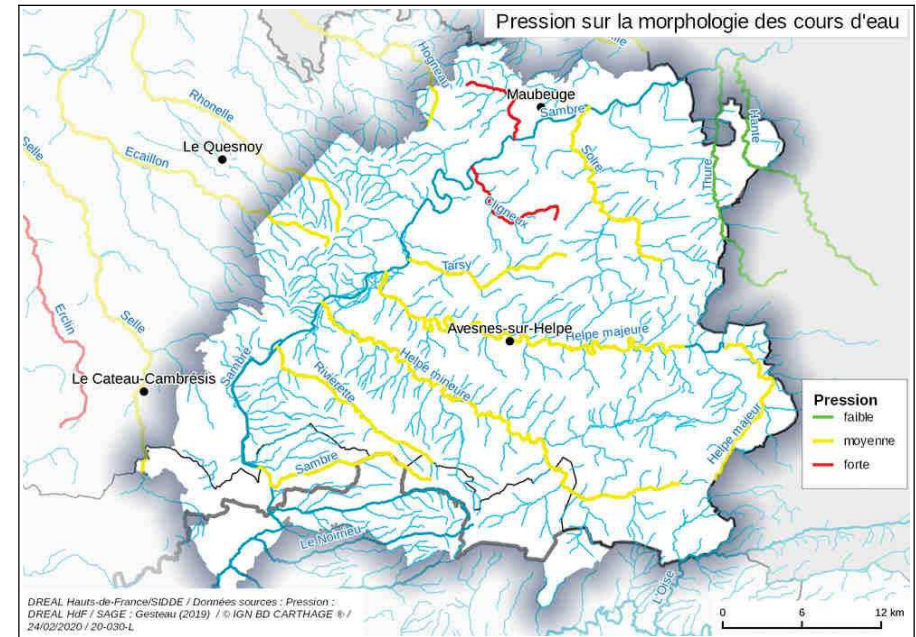 Pression sur la morphologie des cours d'eau
Hogneau
Maubeuge
Sambre
Rhonelle
Hante
Le Quesnoy
Selle
Ecaillon
Solre
Thure
Cligneux
Tarsy
Erclin
Selle
Avesnes-sur-Helpe
Helpe majeure
Sambre
Helpe mineure
Riverette
Le Cateau-Cambrésis
Pression
faible
moyenne
forte
Helpe majeur
Sambre
Le Noirrieu
L'Oise
DREAL Hauts-de-France/SIDDE / Données sources : Pression :
DREAL HdF / SAGE : Gesteau (2019) / © IGN BD CARTHAGE ® /
24/02/2020 / 20-030-L
0 6 12 km